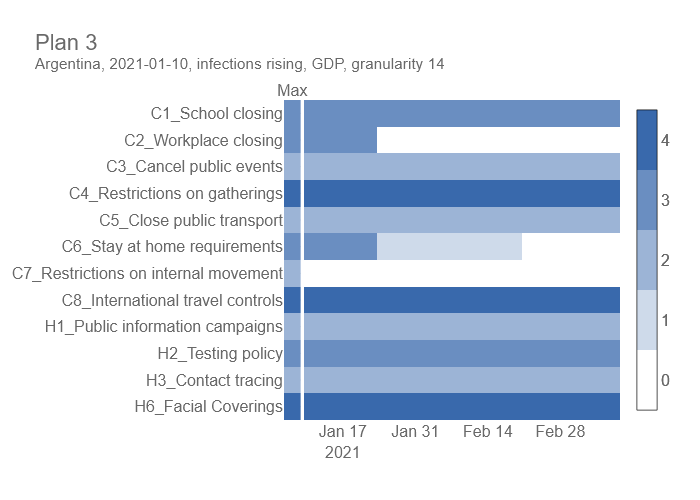 Plan 3
Argentina, 2021-01-10, infections rising, GDP, granularity 14
Max
C1_School closing
C2_Workplace closing
C3_Cancel public events
C4_Restrictions on gatherings
C5_Close public transport
C6_Stay at home requirements
C7_Restrictions on internal movement
C8_International travel controls
H1_Public information campaigns
H2_Testing policy
H3_Contact tracing
H6_Facial Coverings
Jan 17 Jan 31 Feb 14 Feb 28
2021
4
3
2
1
0